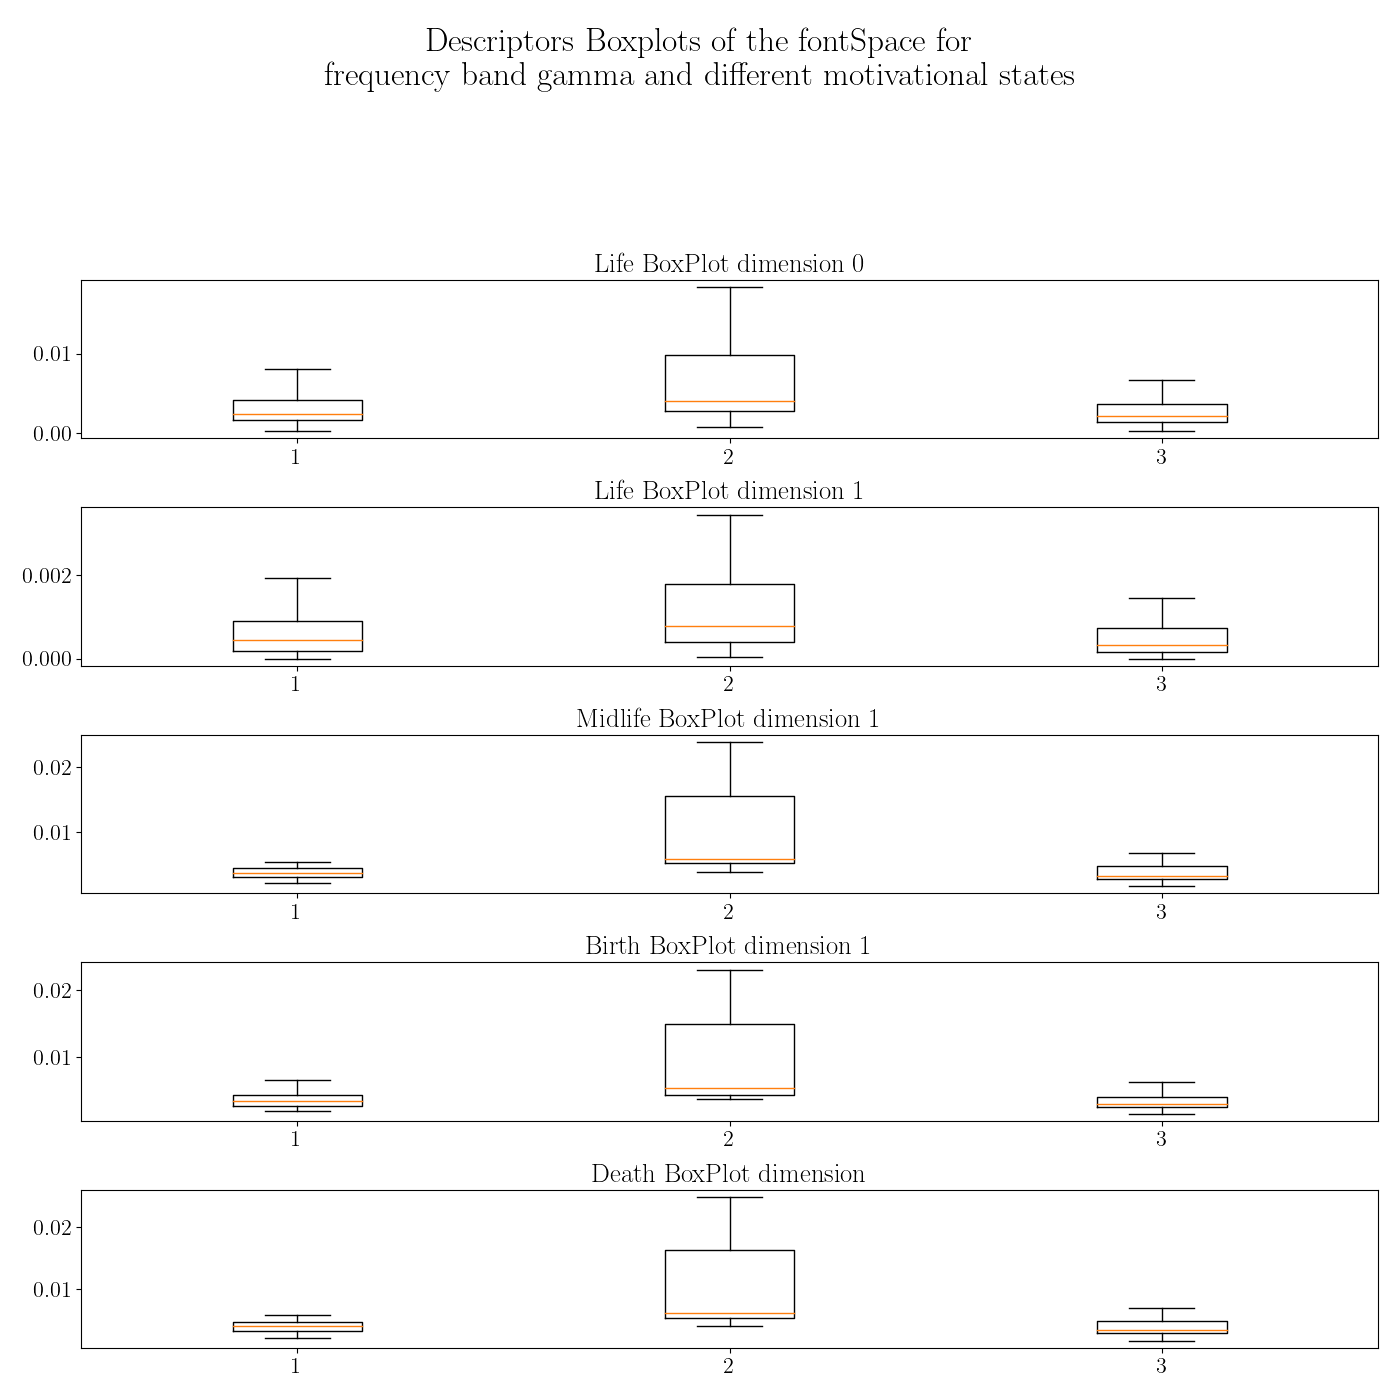 Descriptors Boxplots of the fontSpace for
frequency band gamma and different motivational states
Life BoxPlot dimension 0
0.01
0.00
1 2 3
Life BoxPlot dimension 1
0.002
0.000
1 2 3
Midlife BoxPlot dimension 1
0.02
0.01
1 2 3
Birth BoxPlot dimension 1
0.02
0.01
1 2 3
Death BoxPlot dimension
0.02
0.01
1 2 3